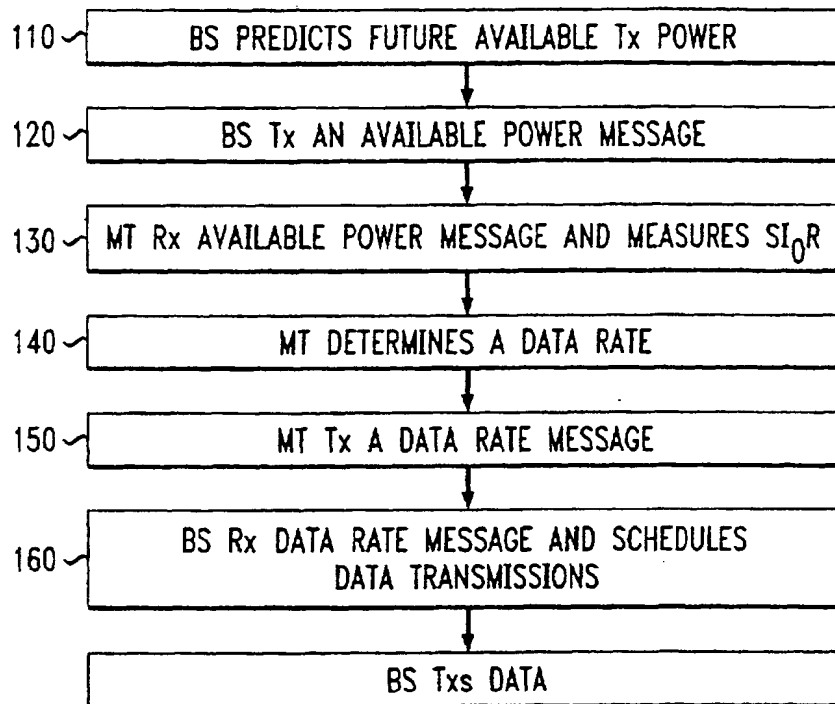 110 BS PREDICTS FUTURE AVAILABLE Tx POWER
120 BS Tx AN AVAILABLE POWER MESSAGE
130 MT Rx AVAILABLE POWER MESSAGE AND MEASURES SI₀R
140 MT DETERMINES A DATA RATE
150 MT Tx A DATA RATE MESSAGE
160 BS Rx DATA RATE MESSAGE AND SCHEDULES
DATA TRANSMISSIONS
BS Txs DATA